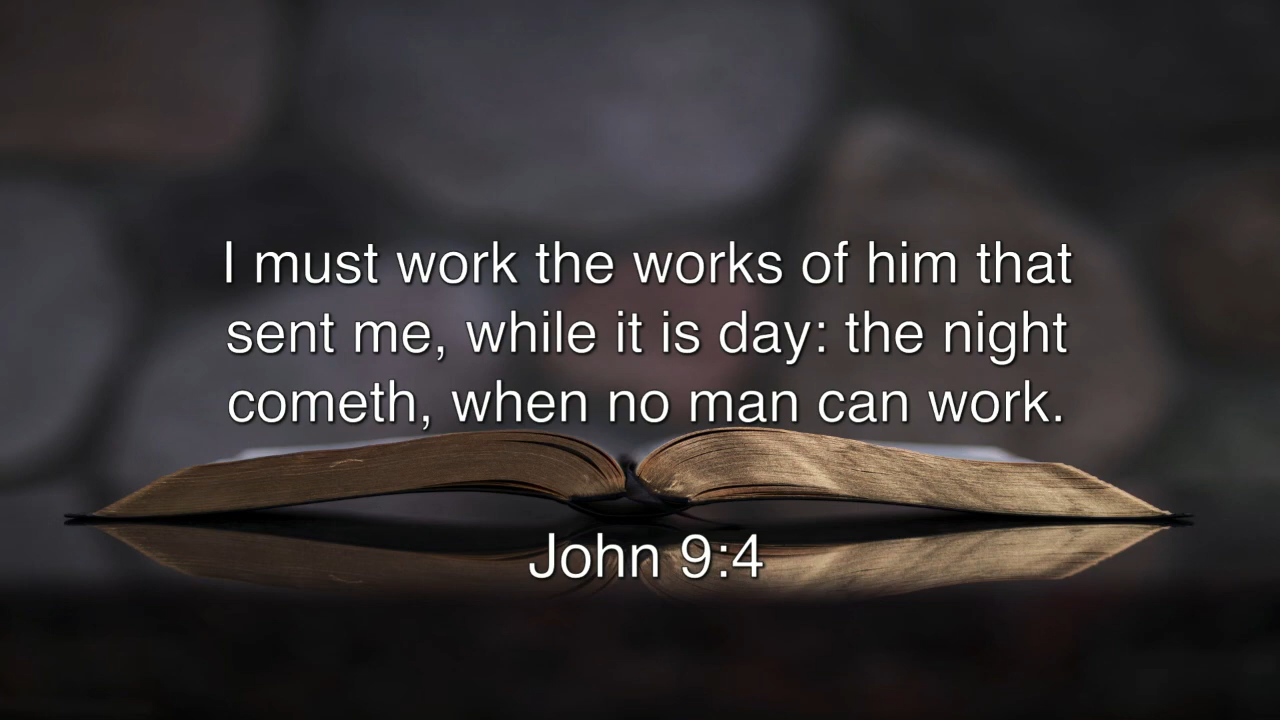 I must work the works of him that
sent me, while it is day: the night
cometh, when no man can work.
John 9:4